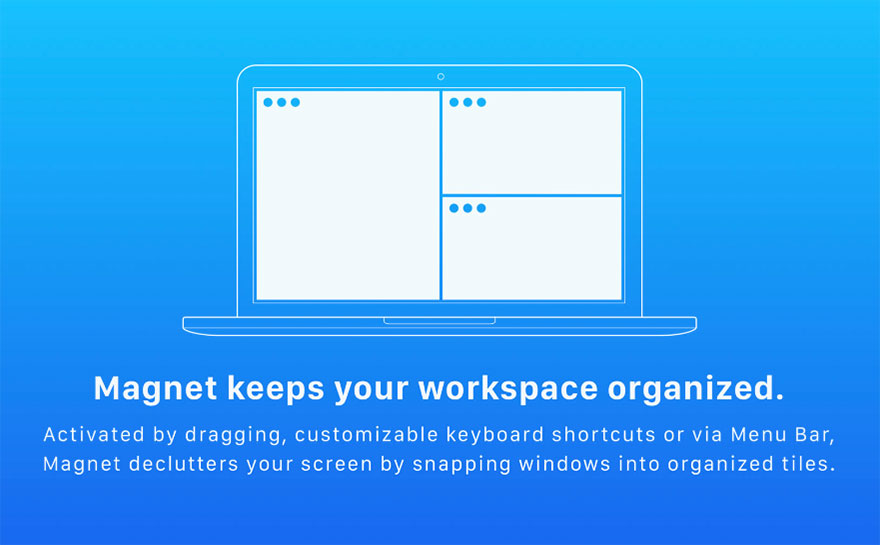 Magnet keeps your workspace organized.
Activated by dragging, customizable keyboard shortcuts or via Menu Bar,
Magnet declutters your screen by snapping windows into organized tiles.